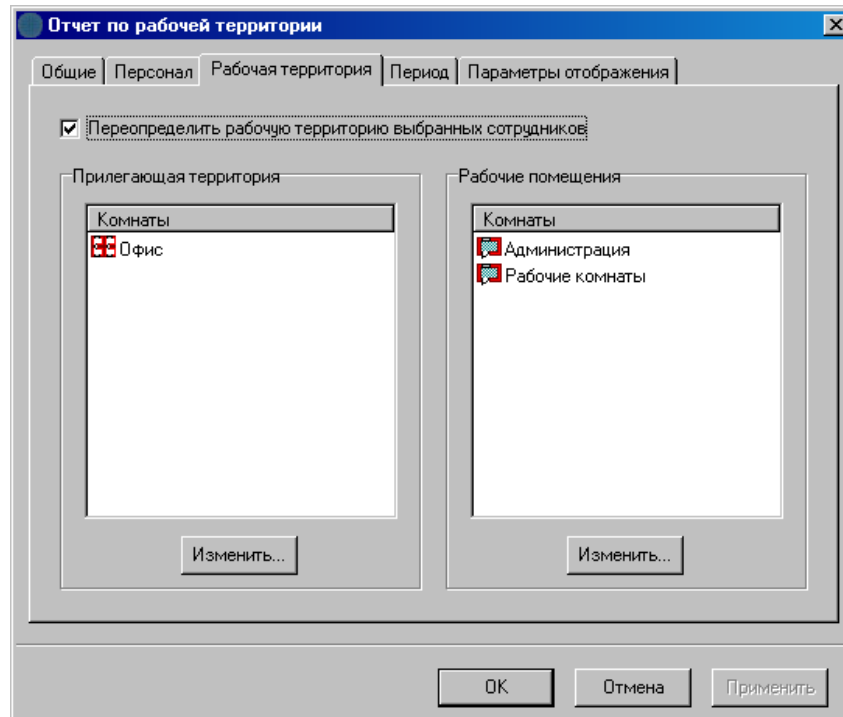 Отчет по рабочей территории
Общие Персонал Рабочая территория Период Параметры отображения
Переопределить рабочую территорию выбранных сотрудников
Прилегающая территория
Комнаты
Офис
Изменить...
Рабочие помещения
Комнаты
Администрация
Рабочие комнаты
Изменить...
OK Отмена Применить